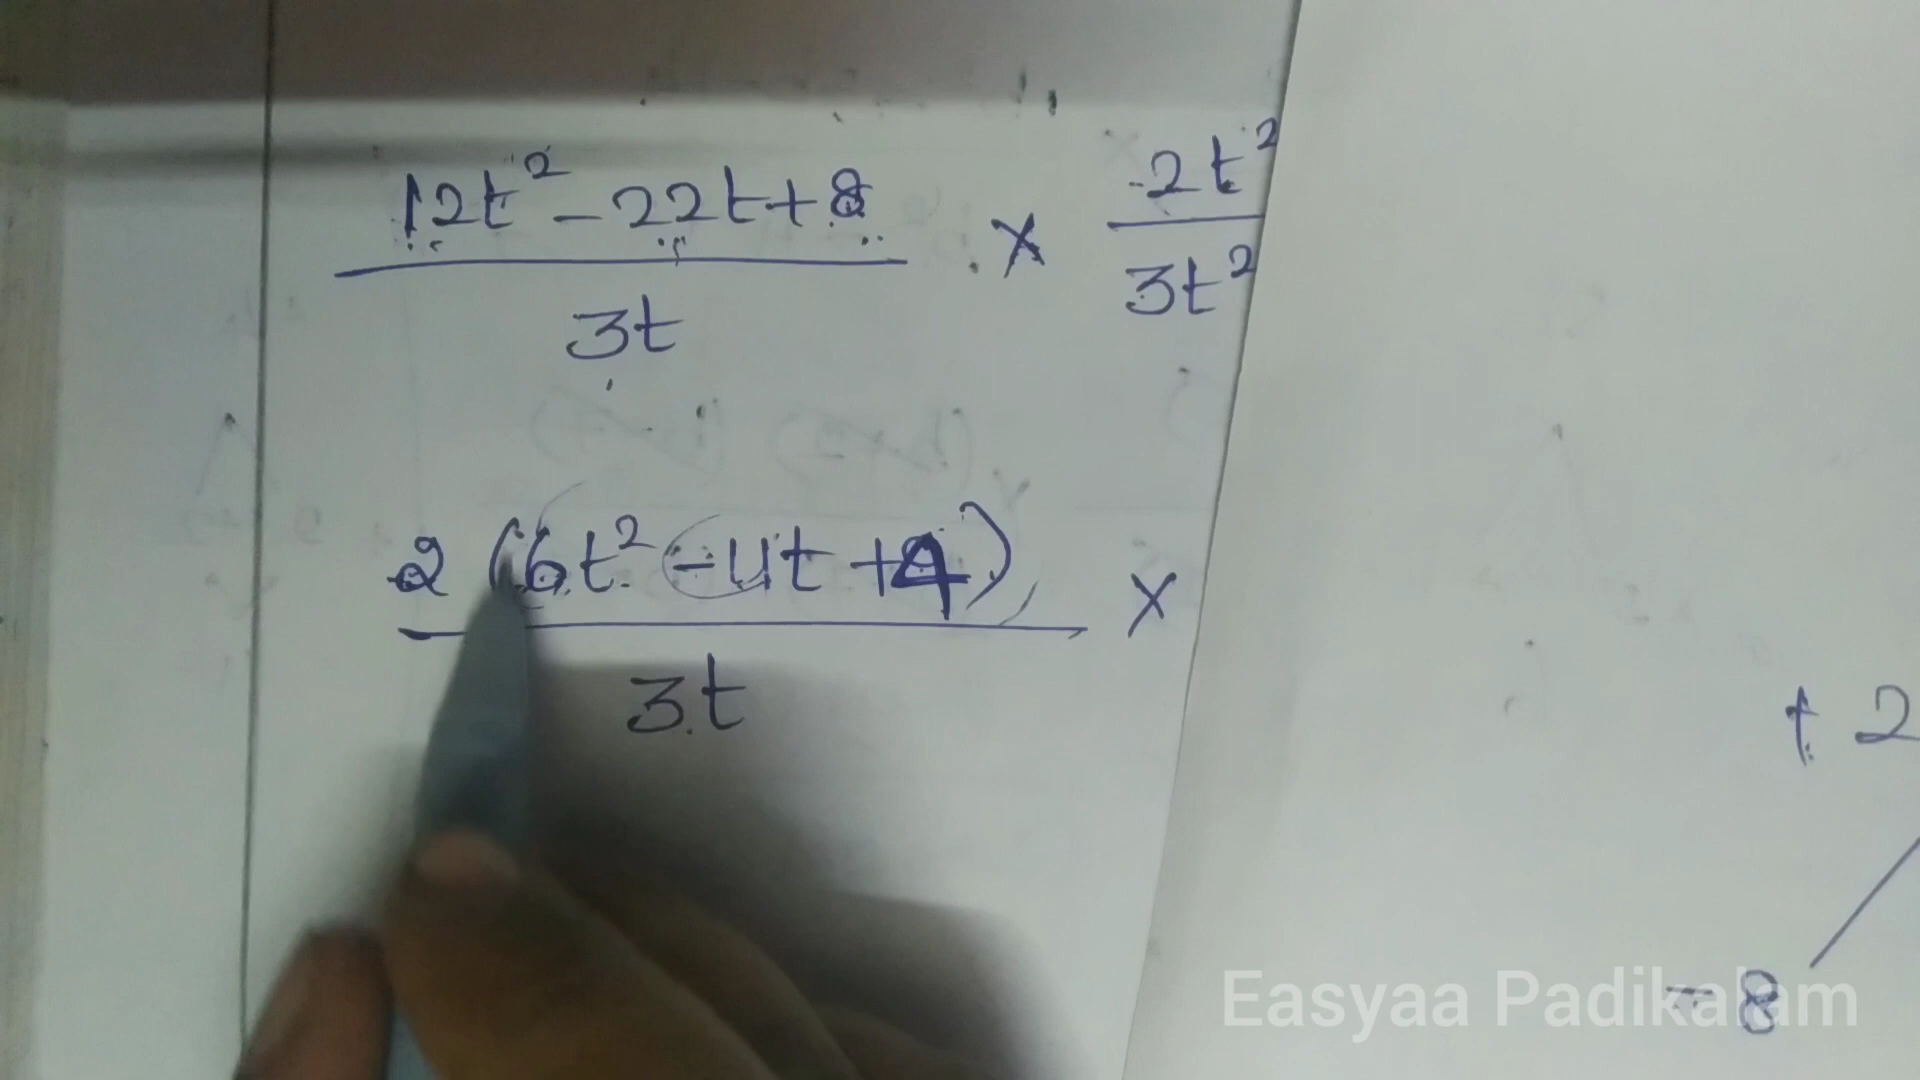 12t² - 22t + 8 × 2t²
3t 3t²
2 (6t² - 11t + 4) ×
3t
+ 2
- 8
Easyaa Padikalam